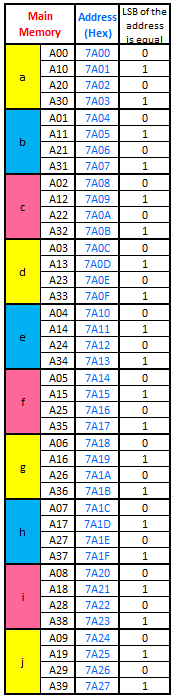 Main Memory Address (Hex) LSB of the address is equal
a
A00 7A00 0
A10 7A01 1
A20 7A02 0
A30 7A03 1
b
A01 7A04 0
A11 7A05 1
A21 7A06 0
A31 7A07 1
c
A02 7A08 0
A12 7A09 1
A22 7A0A 0
A32 7A0B 1
d
A03 7A0C 0
A13 7A0D 1
A23 7A0E 0
A33 7A0F 1
e
A04 7A10 0
A14 7A11 1
A24 7A12 0
A34 7A13 1
f
A05 7A14 0
A15 7A15 1
A25 7A16 0
A35 7A17 1
g
A06 7A18 0
A16 7A19 1
A26 7A1A 0
A36 7A1B 1
h
A07 7A1C 0
A17 7A1D 1
A27 7A1E 0
A37 7A1F 1
i
A08 7A20 0
A18 7A21 1
A28 7A22 0
A38 7A23 1
j
A09 7A24 0
A19 7A25 1
A29 7A26 0
A39 7A27 1